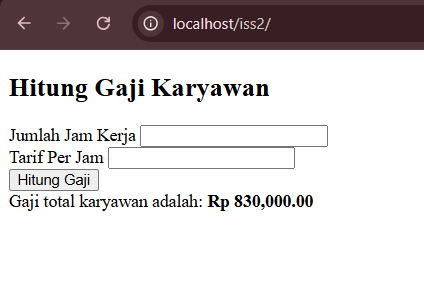 localhost/iss2/
Hitung Gaji Karyawan
Jumlah Jam Kerja
Tarif Per Jam
Hitung Gaji
Gaji total karyawan adalah: Rp 830,000.00